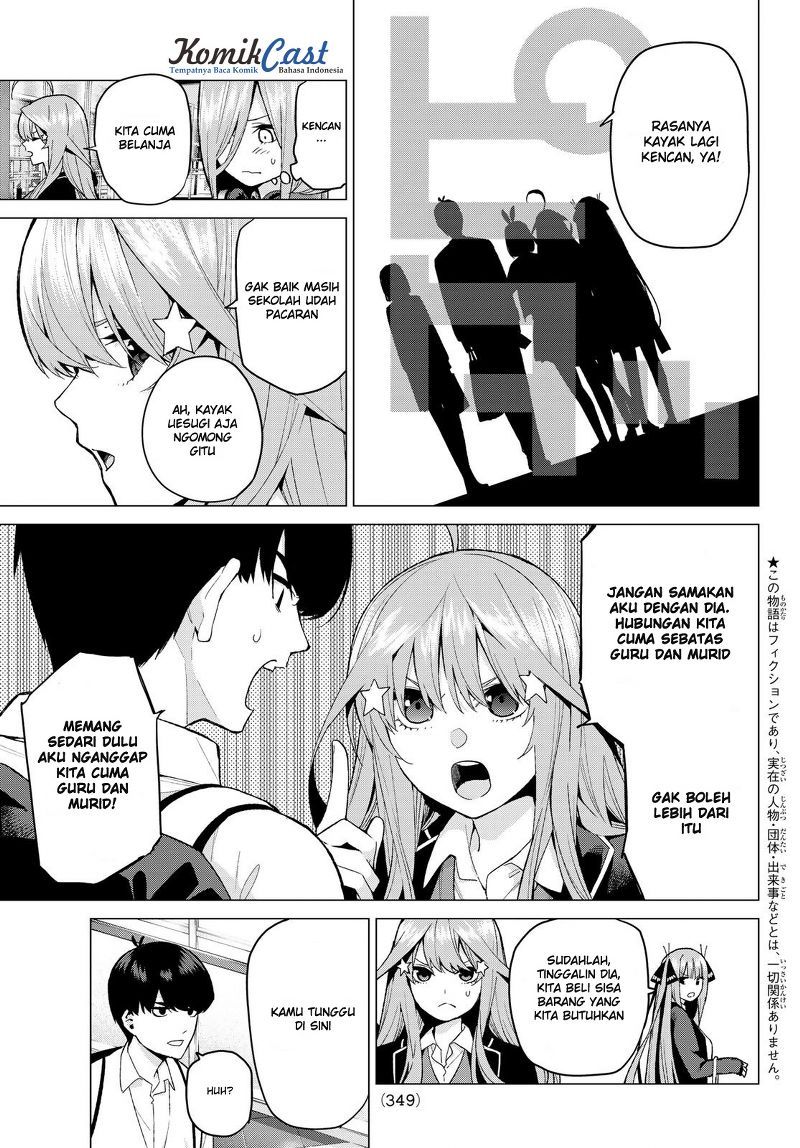 KomikCast
Tempatnya Baca Komik Bahasa Indonesia
RASANYA
KAYAK LAGI
KENCAN, YA!
KENCAN
...
KITA CUMA
BELANJA
GAK BAIK MASIH
SEKOLAH UDAH
PACARAN
AH, KAYAK
UESUGI AJA
NGOMONG
GITU
JANGAN SAMAKAN
AKU DENGAN DIA.
HUBUNGAN KITA
CUMA SEBATAS
GURU DAN MURID
GAK BOLEH
LEBIH DARI
ITU
MEMANG
SEDARI DULU
AKU NGANGGAP
KITA CUMA
GURU DAN MURID!
SUDAHLAH,
TINGGALIN DIA,
KITA BELI SISA
BARANG YANG
KITA BUTUHKAN
KAMU TUNGGU
DI SINI
HUH?
★この物語はフィクションであり、実在の人物・団体・出来事などとは、一切関係ありません。
(349)